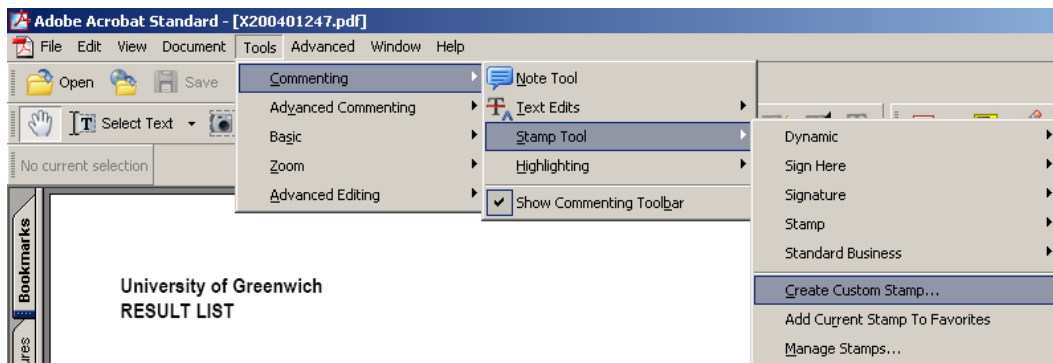 Adobe Acrobat Standard - [X200401247.pdf]
File Edit View Document Tools Advanced Window Help
Open Save
Select Text
No current selection
Commenting
Advanced Commenting
Basic
Zoom
Advanced Editing
Note Tool
Text Edits
Stamp Tool
Highlighting
Show Commenting Toolbar
Dynamic
Sign Here
Signature
Stamp
Standard Business
Create Custom Stamp...
Add Current Stamp To Favorites
Manage Stamps...
Bookmarks
University of Greenwich
RESULT LIST